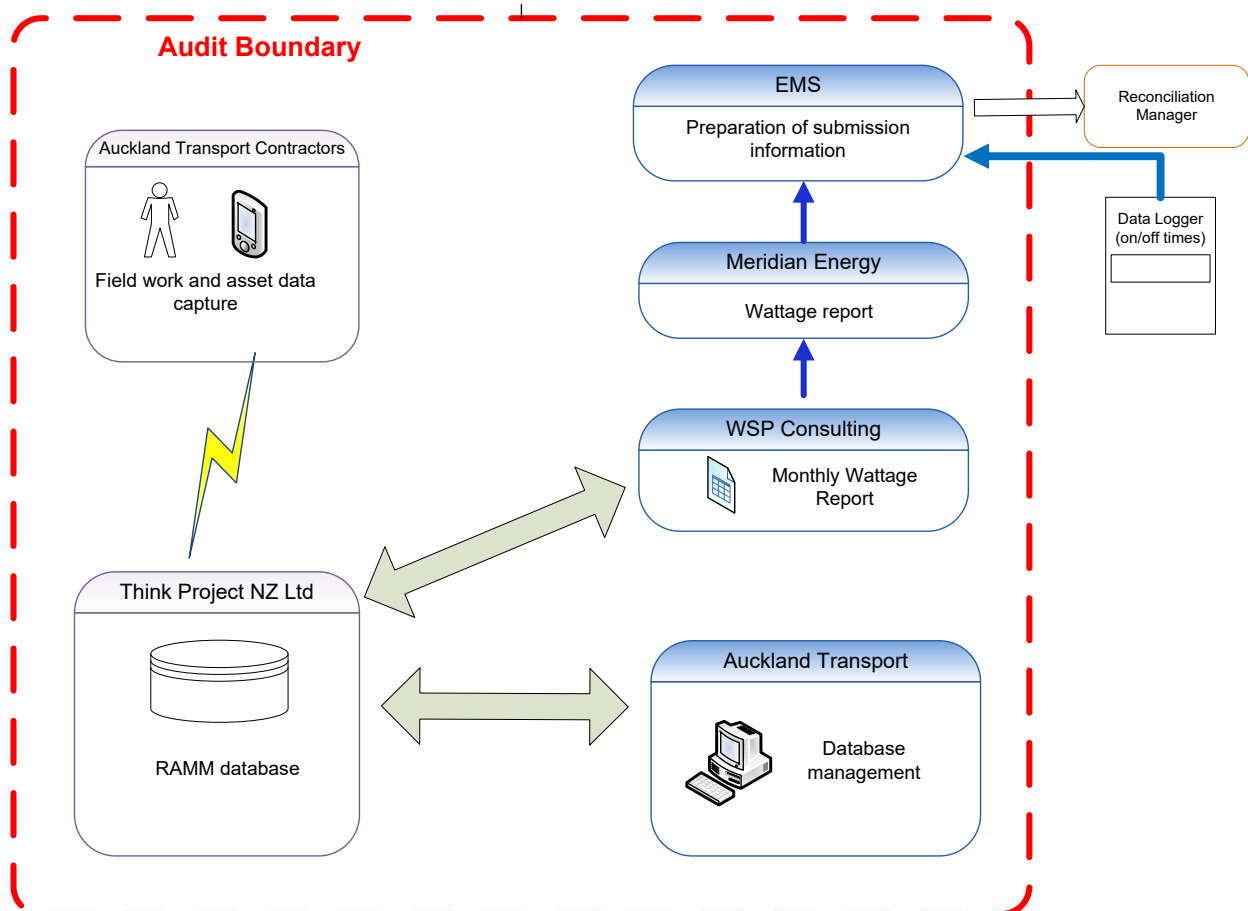 Audit Boundary
EMS
Preparation of submission
information
Reconciliation
Manager
Auckland Transport Contractors
Field work and asset data
capture
Data Logger
(on/off times)
Meridian Energy
Wattage report
WSP Consulting
Monthly Wattage
Report
Think Project NZ Ltd
RAMM database
Auckland Transport
Database
management